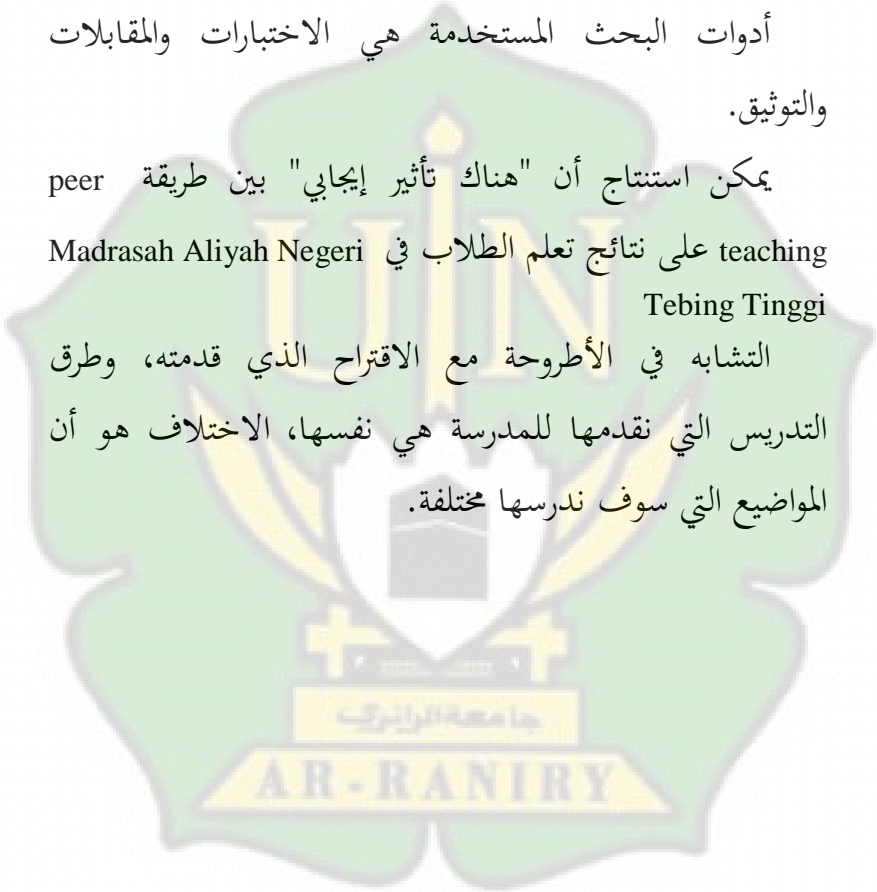 أدوات البحث المستخدمة هي الاختبارات والمقابلات
والتوثيق.
يمكن استنتاج أن "هناك تأثير إيجابي" بين طريقة peer
teaching على نتائج تعلم الطلاب في Madrasah Aliyah Negeri
Tebing Tinggi
التشابه في الأطروحة مع الاقتراح الذي قدمته، وطرق
التدريس التي نقدمها للمدرسة هي نفسها، الاختلاف هو أن
المواضيع التي سوف ندرسها مختلفة.
UIN
جامعة الرانري
AR-RANIRY